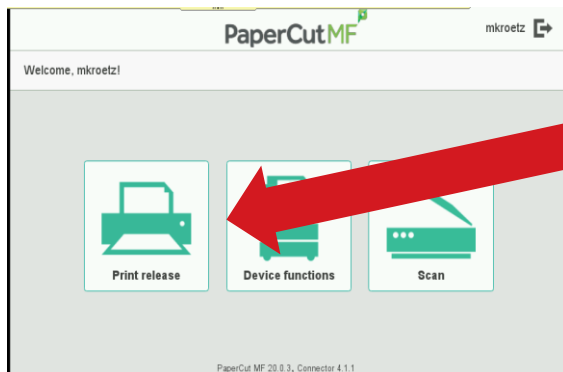 PaperCutMF
mkroetz
Welcome, mkroetz!
Print release
Device functions
Scan
PaperCut MF 20.0.3, Connector 4.1.1